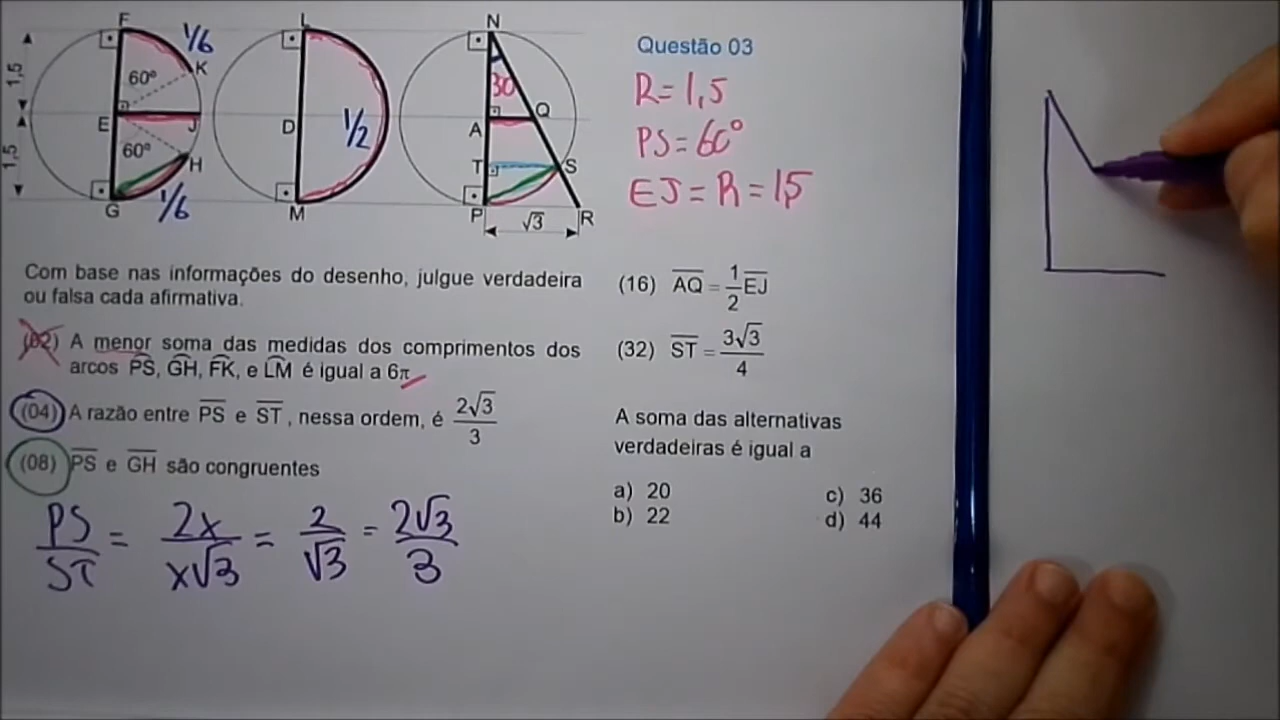 F 1/6 L N
1,5 60º K 30
E J D 1/2 A Q
1,5 60º H T S
G 1/6 M P √3 R
Questão 03
R = 1,5
PS = 60°
EJ = R = 1,5
Com base nas informações do desenho, julgue verdadeira
ou falsa cada afirmativa.
(02) A menor soma das medidas dos comprimentos dos
arcos PS, GH, FK, e LM é igual a 6π
(04) A razão entre PS e ST, nessa ordem, é 2√3/3
(08) PS e GH são congruentes
PS/ST = 2x/x√3 = 2/√3 = 2√3/3
(16) AQ = 1/2 EJ
(32) ST = 3√3/4
A soma das alternativas
verdadeiras é igual a
a) 20 c) 36
b) 22 d) 44